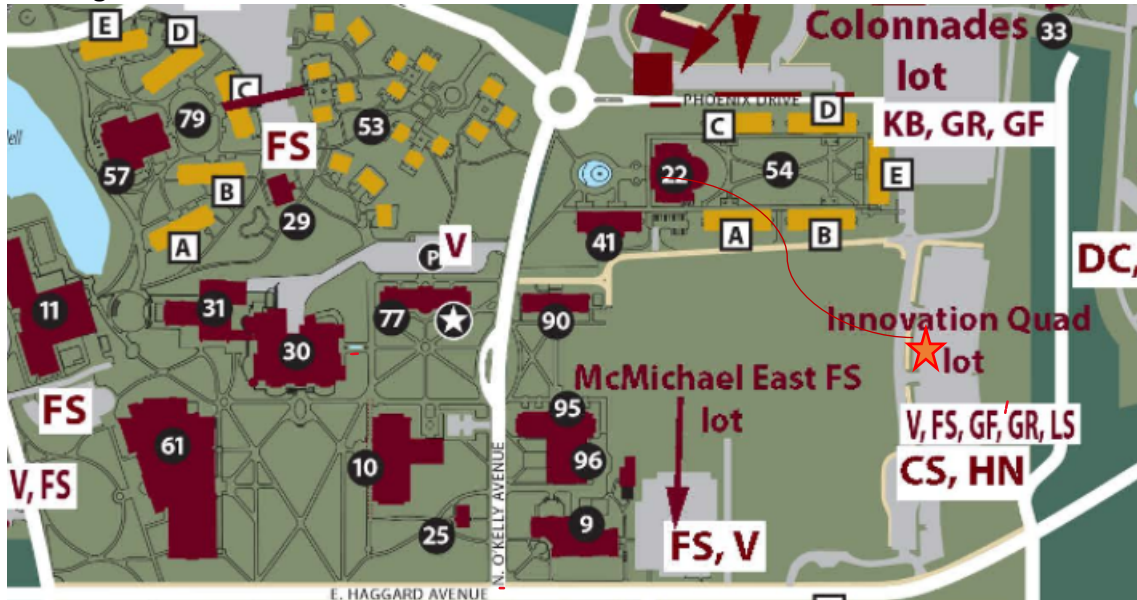 E
D
C
79
53
57
FS
B
29
A
V
P
11
31
30
77
90
41
22
54
C
D
E
A
B
PHOENIX DRIVE
Colonnades
lot
KB, GR, GF
33
DC,
Innovation Quad
lot
V, FS, GF, GR, LS
CS, HN
McMichael East FS
lot
95
96
9
FS, V
FS
V, FS
61
10
25
N. O'KELLY AVENUE
E. HAGGARD AVENUE